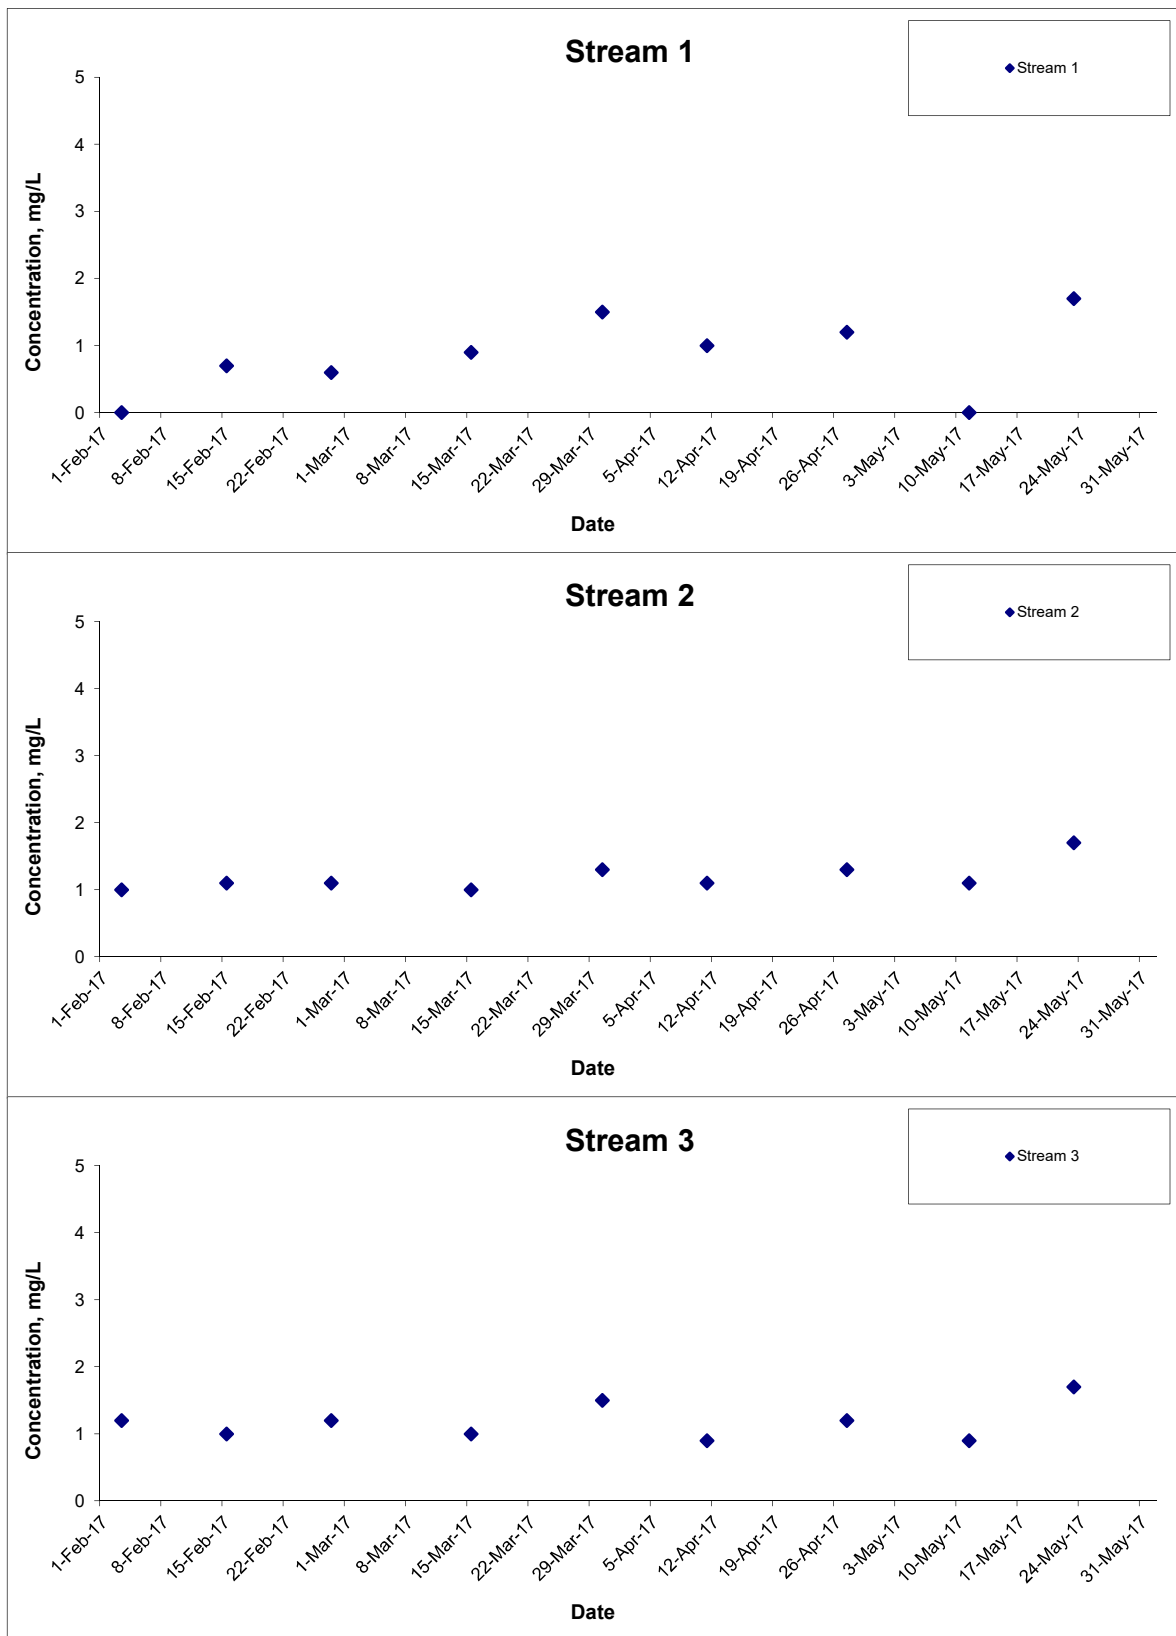 Stream 1
Stream 1
5
4
3
2
1
0
Concentration, mg/L
1-Feb-17
8-Feb-17
15-Feb-17
22-Feb-17
1-Mar-17
8-Mar-17
15-Mar-17
22-Mar-17
29-Mar-17
5-Apr-17
12-Apr-17
19-Apr-17
26-Apr-17
3-May-17
10-May-17
17-May-17
24-May-17
31-May-17
Date
Stream 2
Stream 2
5
4
3
2
1
0
Concentration, mg/L
1-Feb-17
8-Feb-17
15-Feb-17
22-Feb-17
1-Mar-17
8-Mar-17
15-Mar-17
22-Mar-17
29-Mar-17
5-Apr-17
12-Apr-17
19-Apr-17
26-Apr-17
3-May-17
10-May-17
17-May-17
24-May-17
31-May-17
Date
Stream 3
Stream 3
5
4
3
2
1
0
Concentration, mg/L
1-Feb-17
8-Feb-17
15-Feb-17
22-Feb-17
1-Mar-17
8-Mar-17
15-Mar-17
22-Mar-17
29-Mar-17
5-Apr-17
12-Apr-17
19-Apr-17
26-Apr-17
3-May-17
10-May-17
17-May-17
24-May-17
31-May-17
Date